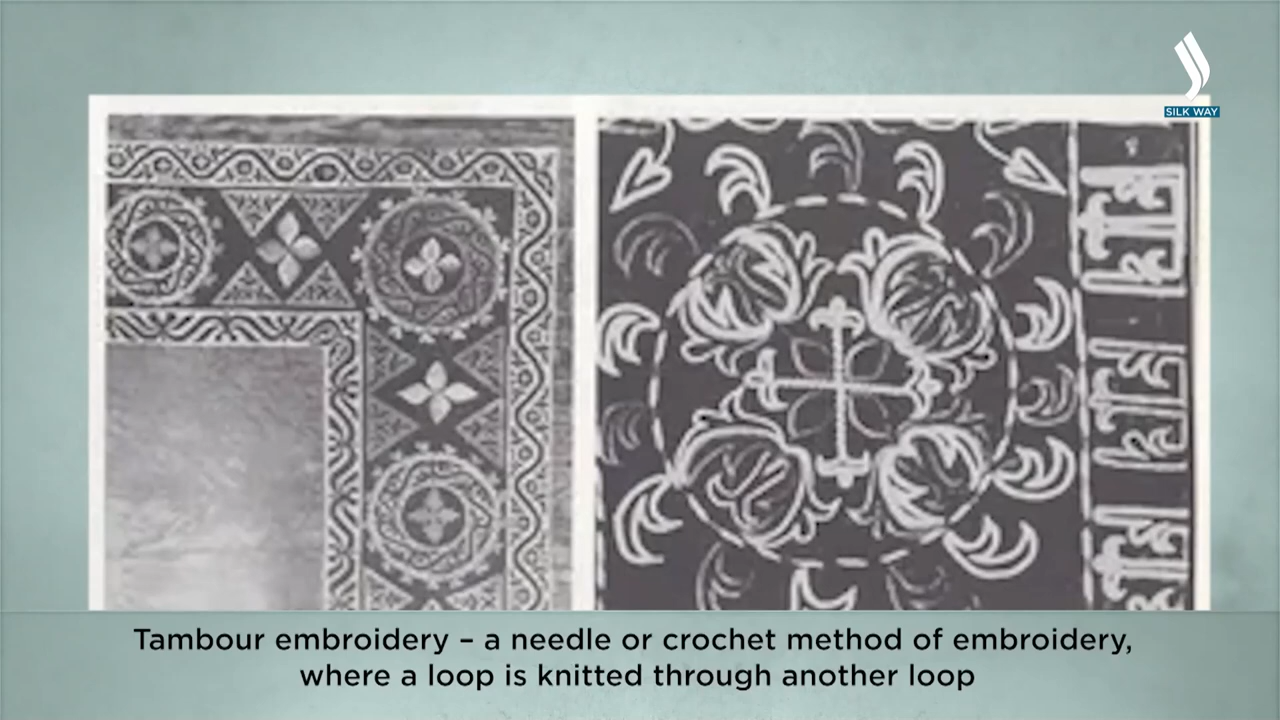 SILK WAY
Tambour embroidery – a needle or crochet method of embroidery,
where a loop is knitted through another loop